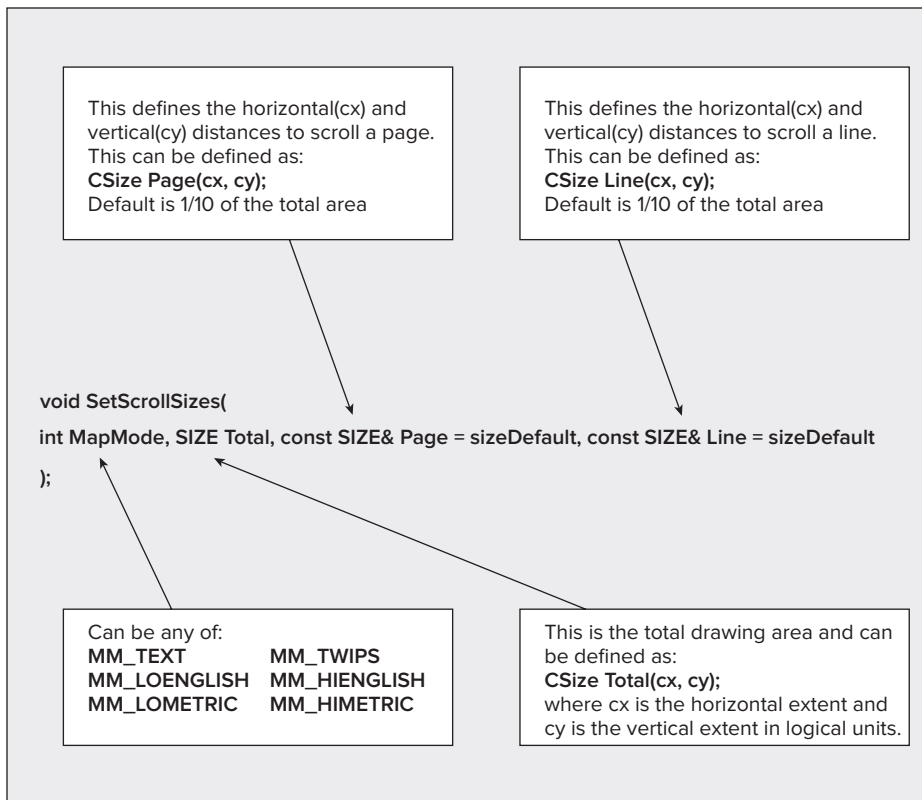 This defines the horizontal(cx) and
vertical(cy) distances to scroll a page.
This can be defined as:
CSize Page(cx, cy);
Default is 1/10 of the total area
This defines the horizontal(cx) and
vertical(cy) distances to scroll a line.
This can be defined as:
CSize Line(cx, cy);
Default is 1/10 of the total area
void SetScrollSizes(
int MapMode, SIZE Total, const SIZE& Page = sizeDefault, const SIZE& Line = sizeDefault
);
Can be any of:
MM_TEXT MM_TWIPS
MM_LOENGLISH MM_HIENGLISH
MM_LOMETRIC MM_HIMETRIC
This is the total drawing area and can
be defined as:
CSize Total(cx, cy);
where cx is the horizontal extent and
cy is the vertical extent in logical units.